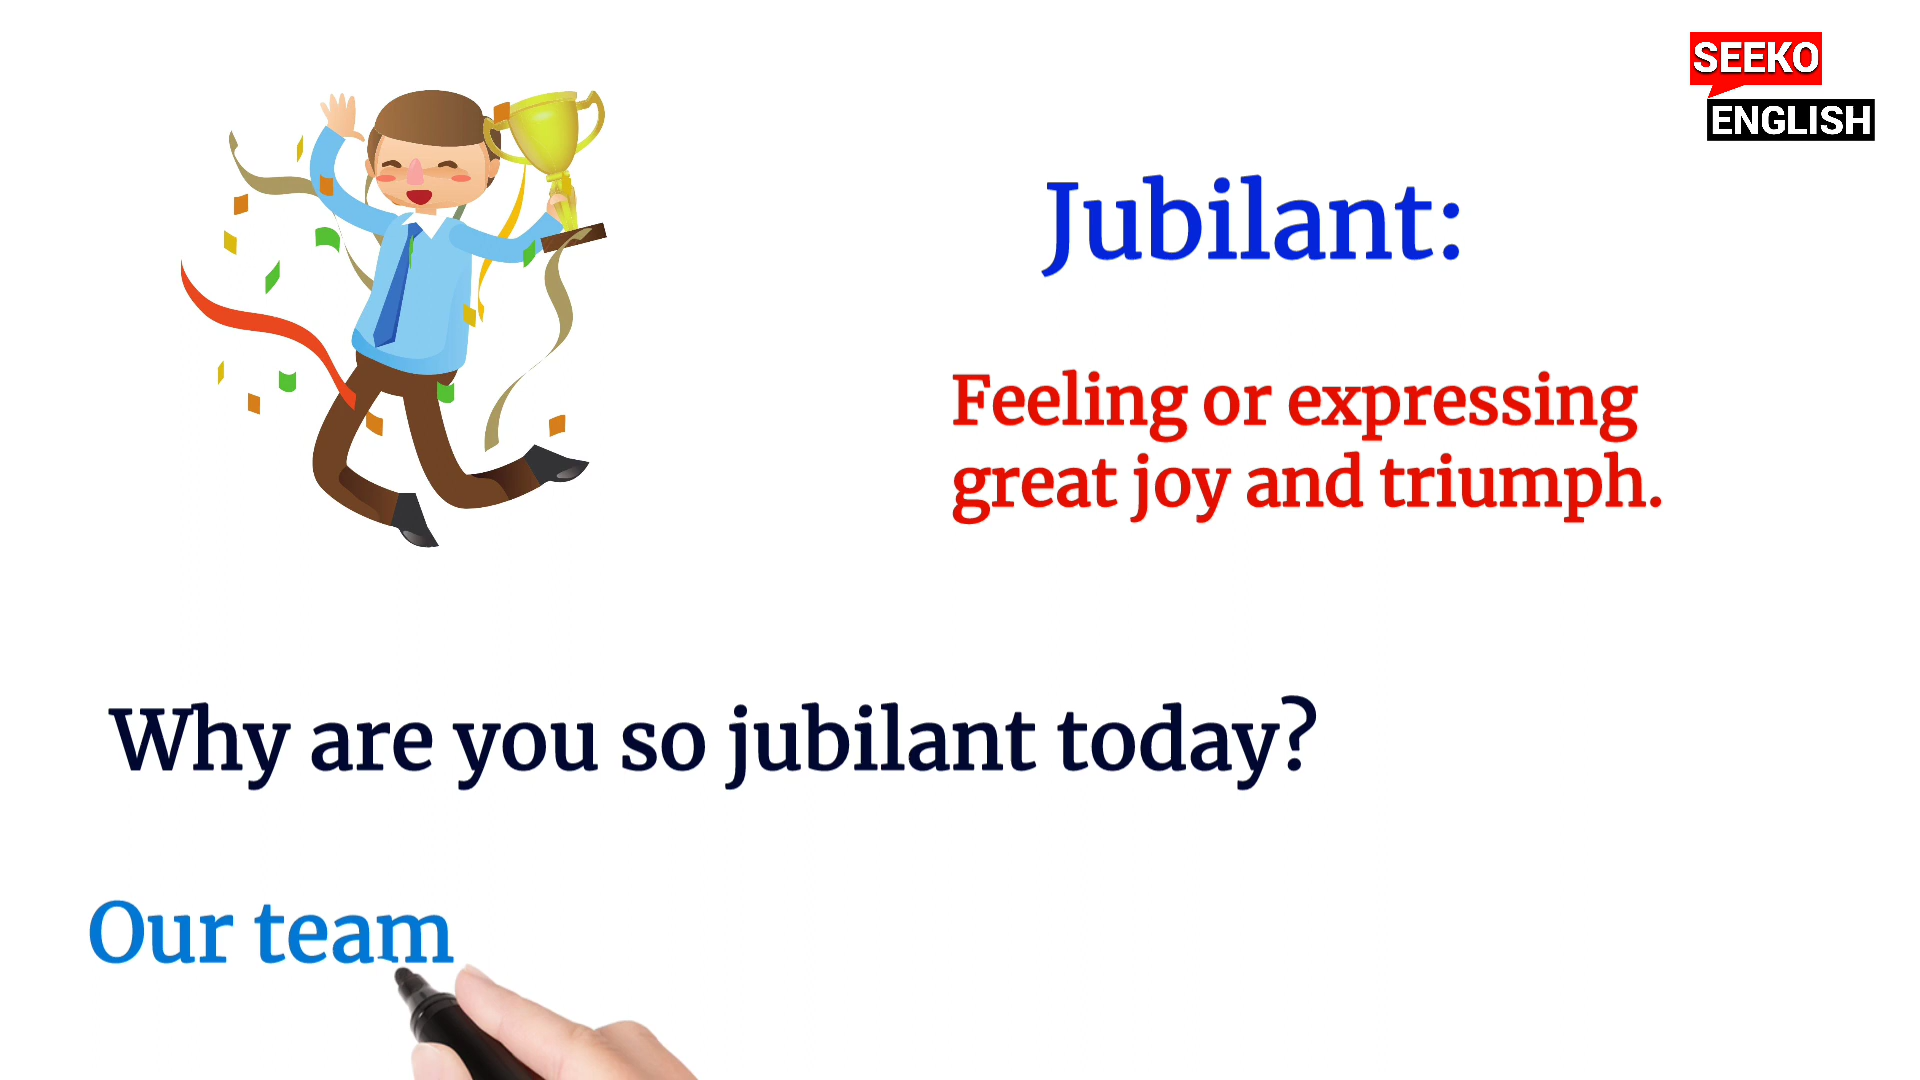 SEEKO
ENGLISH
Jubilant:
Feeling or expressing
great joy and triumph.
Why are you so jubilant today?
Our team